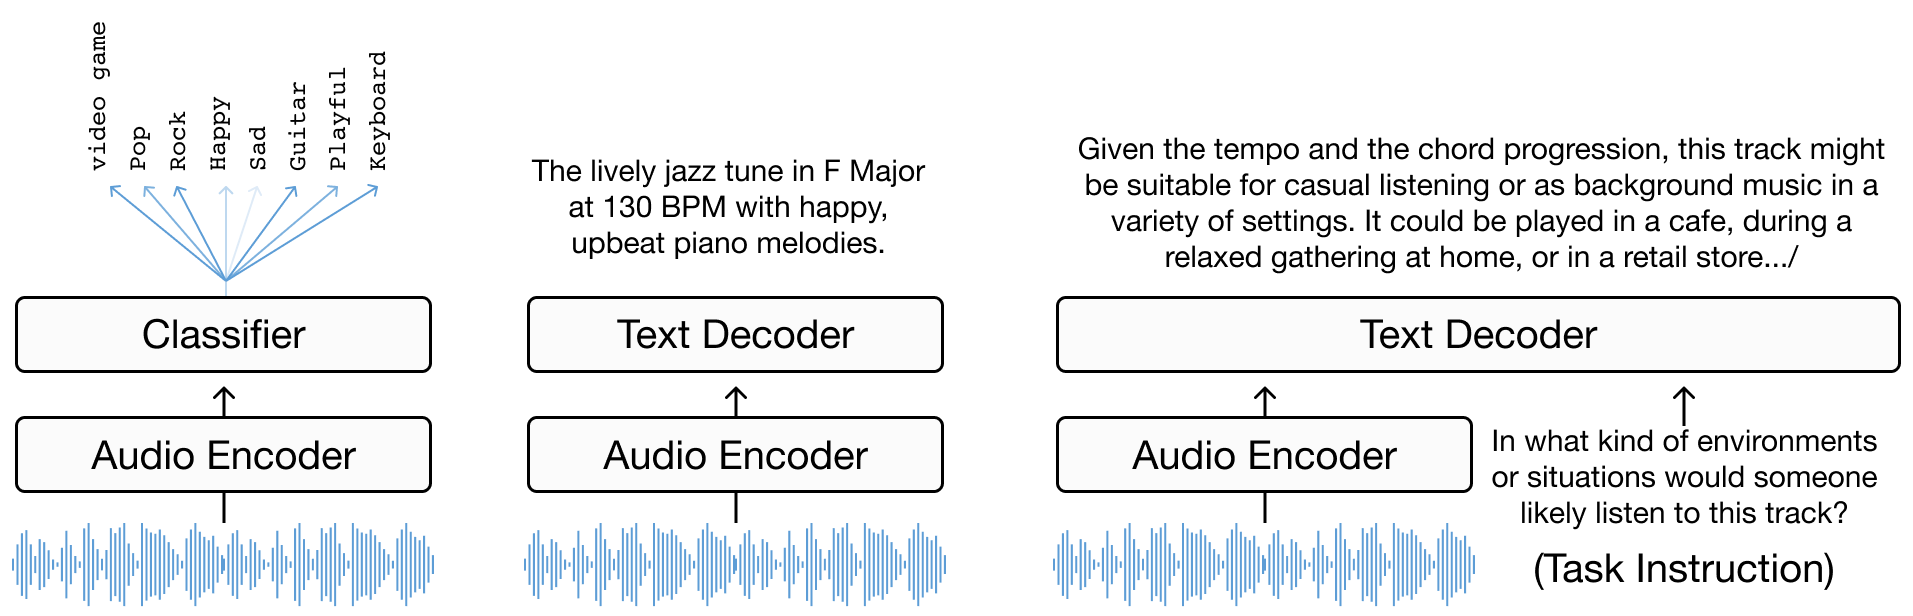 video game
Pop
Rock
Happy
Sad
Guitar
Playful
Keyboard
Classifier
Audio Encoder
The lively jazz tune in F Major
at 130 BPM with happy,
upbeat piano melodies.
Text Decoder
Audio Encoder
Given the tempo and the chord progression, this track might
be suitable for casual listening or as background music in a
variety of settings. It could be played in a cafe, during a
relaxed gathering at home, or in a retail store.../
Text Decoder
Audio Encoder
In what kind of environments
or situations would someone
likely listen to this track?
(Task Instruction)